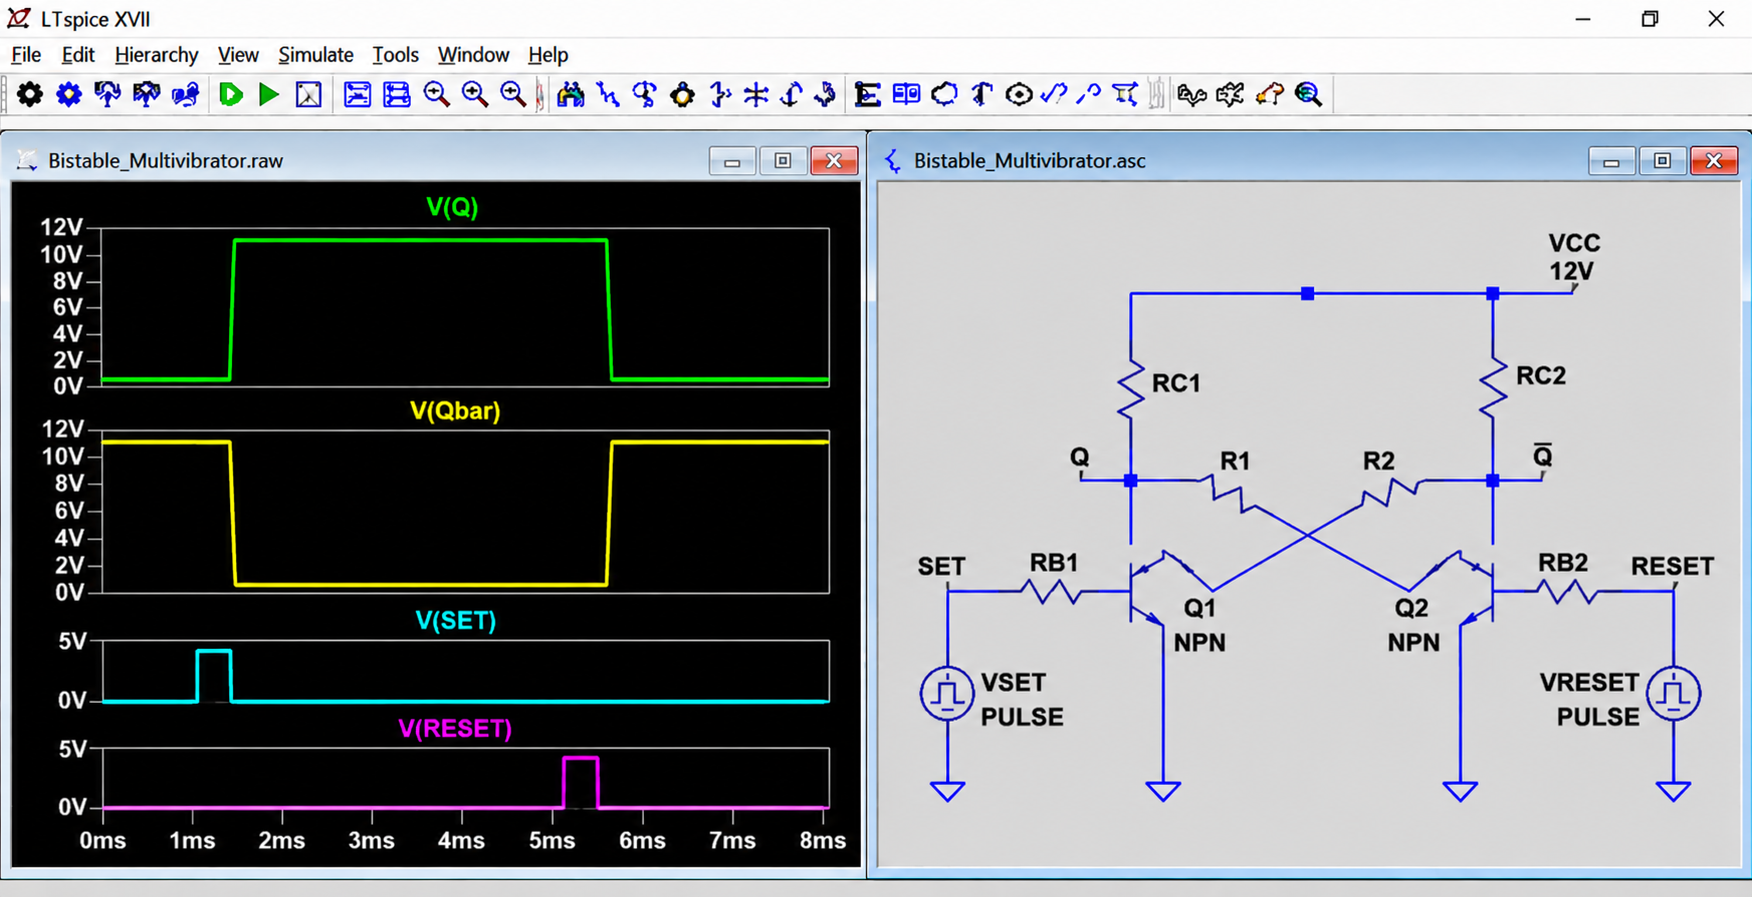 LTspice XVII
File Edit Hierarchy View Simulate Tools Window Help
Bistable_Multivibrator.raw
V(Q)
12V
10V
8V
6V
4V
2V
0V
V(Qbar)
12V
10V
8V
6V
4V
2V
0V
V(SET)
5V
0V
V(RESET)
5V
0V
0ms 1ms 2ms 3ms 4ms 5ms 6ms 7ms 8ms
Bistable_Multivibrator.asc
VCC
12V
RC1 RC2
Q R1 R2 Q̅
SET RB1 RB2 RESET
Q1 Q2
NPN NPN
VSET VRESET
PULSE PULSE